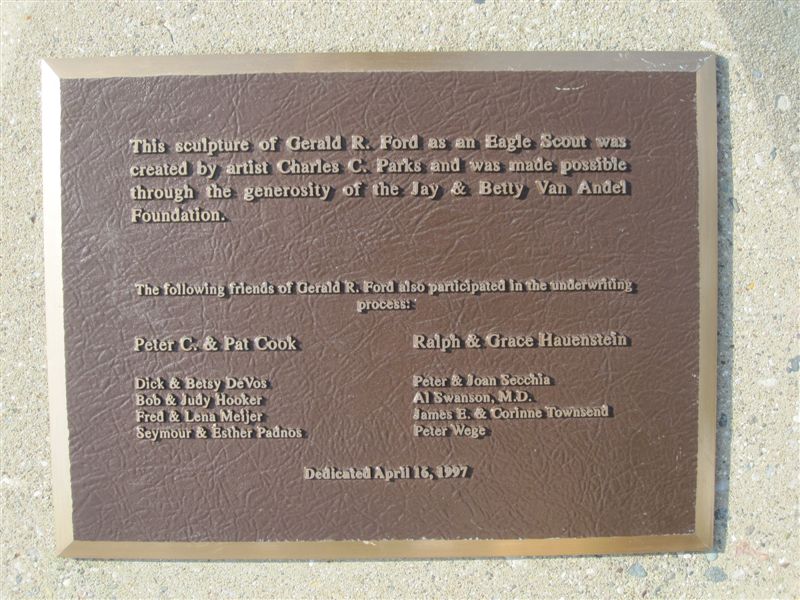 This sculpture of Gerald R. Ford as an Eagle Scout was
created by artist Charles C. Parks and was made possible
through the generosity of the Jay & Betty Van Andel
Foundation.
The following friends of Gerald R. Ford also participated in the underwriting
process:
Peter C. & Pat Cook
Ralph & Grace Hauenstein
Dick & Betsy DeVos
Bob & Judy Hooker
Fred & Lena Meijer
Seymour & Esther Padnos
Peter & Joan Secchia
Al Swanson, M.D.
James E. & Corinne Townsend
Peter Wege
Dedicated April 16, 1997